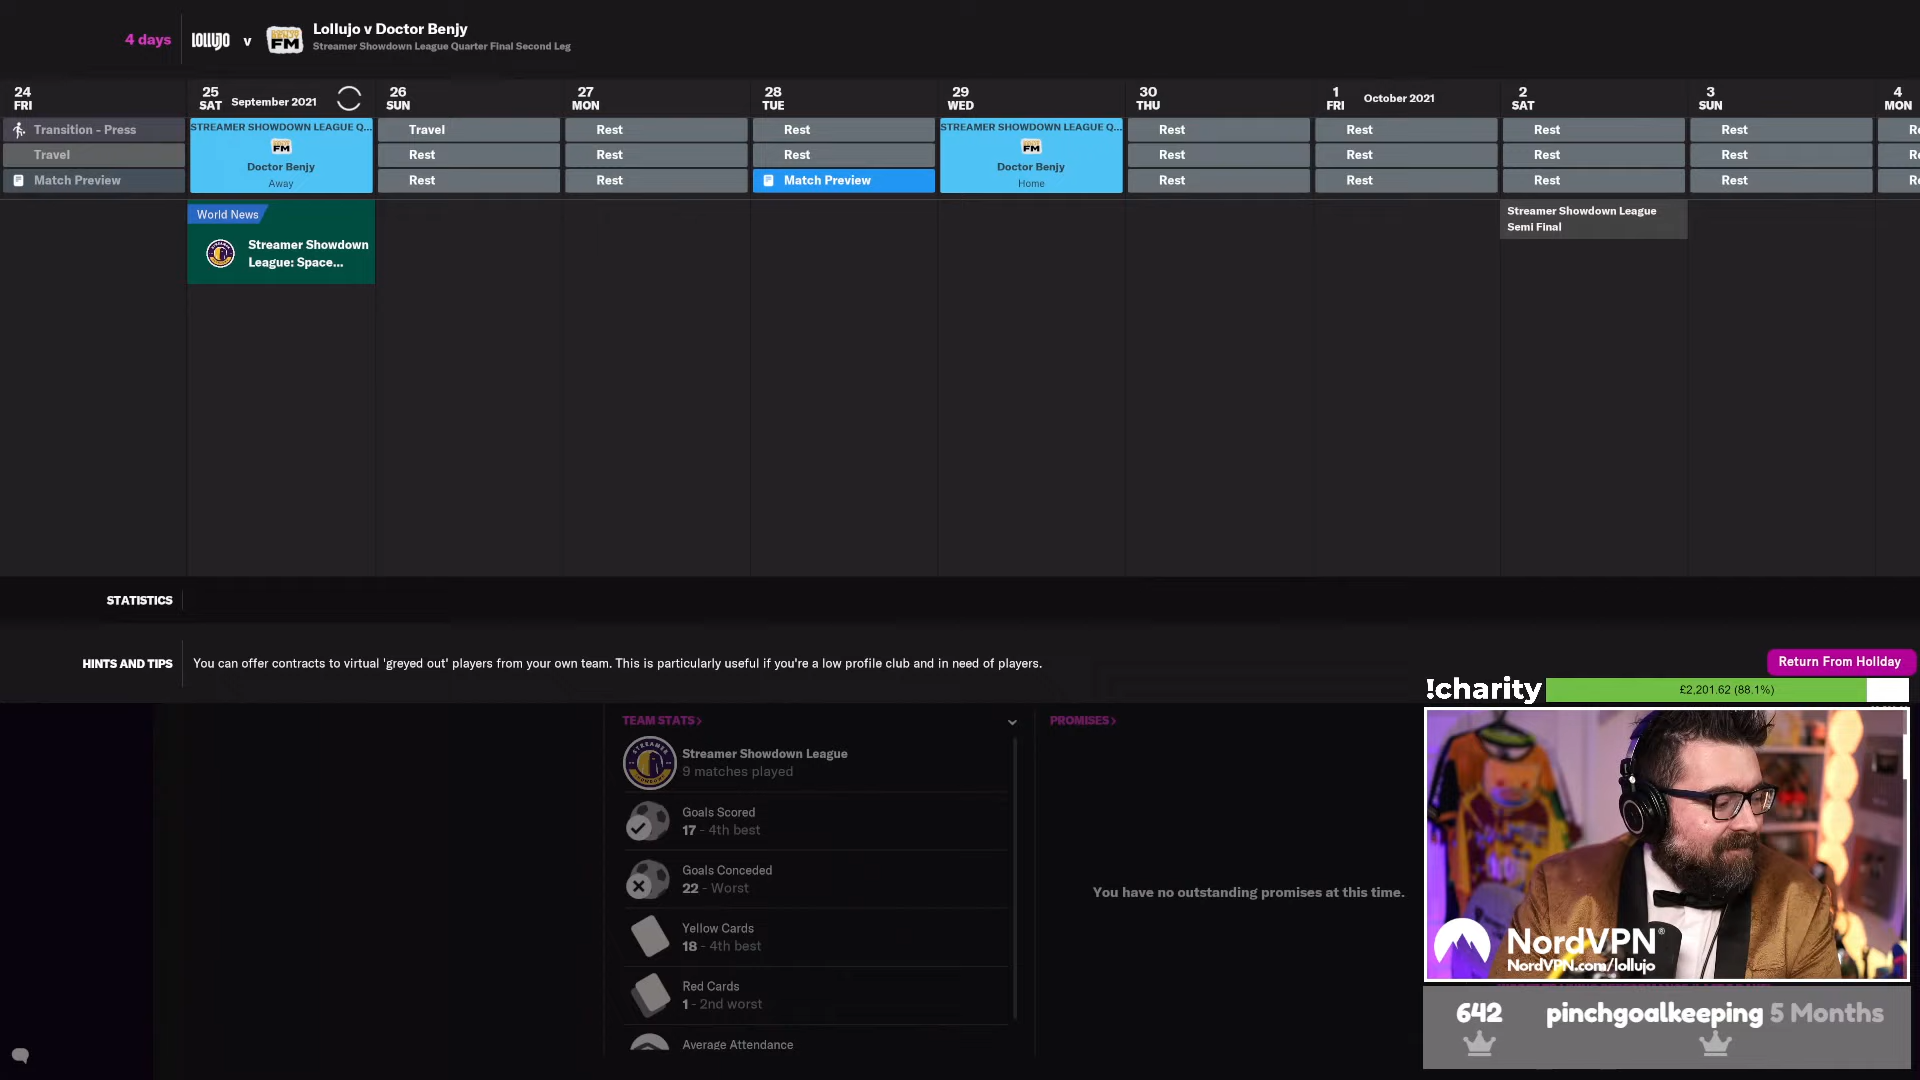 4 days
LOLLUJO v BENJY FM
Lollujo v Doctor Benjy
Streamer Showdown League Quarter Final Second Leg
24 FRI
25 SAT September 2021
26 SUN
27 MON
28 TUE
29 WED
30 THU
1 FRI October 2021
2 SAT
3 SUN
4 MON
Transition - Press
Travel
Match Preview
STREAMER SHOWDOWN LEAGUE Q...
FM
Doctor Benjy
Away
Travel
Rest
Rest
Rest
Rest
Rest
Rest
Rest
Match Preview
STREAMER SHOWDOWN LEAGUE Q...
FM
Doctor Benjy
Home
Rest
Rest
Rest
Rest
Rest
Rest
Rest
Rest
Rest
Rest
Rest
Rest
World News
Streamer Showdown
League: Space...
Streamer Showdown League
Semi Final
STATISTICS
HINTS AND TIPS
You can offer contracts to virtual 'greyed out' players from your own team. This is particularly useful if you're a low profile club and in need of players.
Return From Holiday
!charity
£2,201.62 (88.1%)
TEAM STATS>
Streamer Showdown League
9 matches played
Goals Scored
17 - 4th best
Goals Conceded
22 - Worst
Yellow Cards
18 - 4th best
Red Cards
1 - 2nd worst
Average Attendance
PROMISES>
You have no outstanding promises at this time.
NordVPN®
NordVPN.com/lollujo
642
pinchgoalkeeping 5 Months